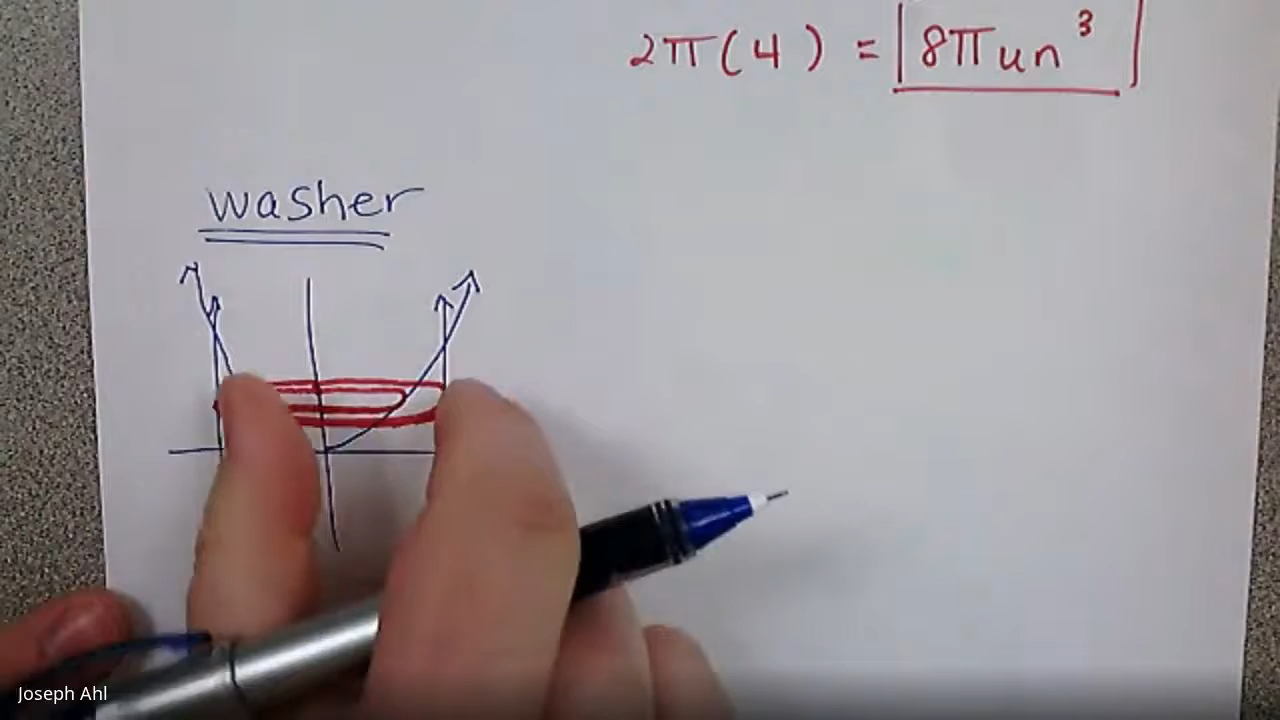 2π(4) = 8πun³
washer
Joseph Ahl